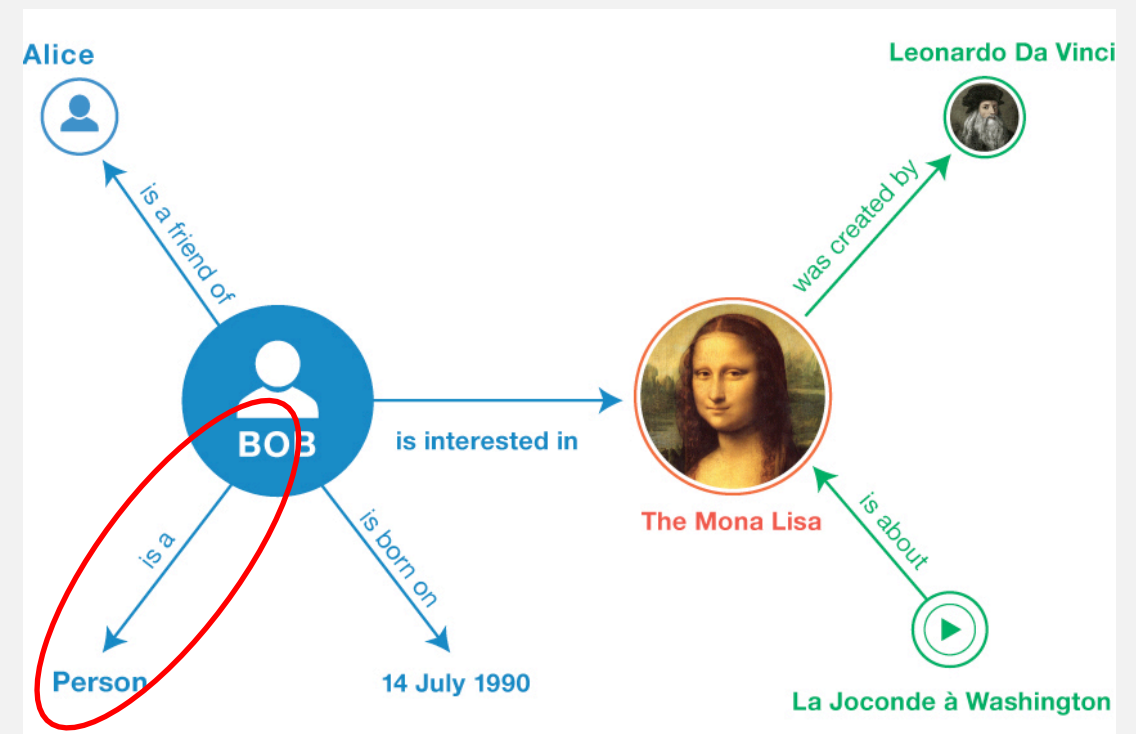 Alice
Leonardo Da Vinci
is a friend of
was created by
BOB
is interested in
The Mona Lisa
is a
is born on
is about
Person
14 July 1990
La Joconde à Washington